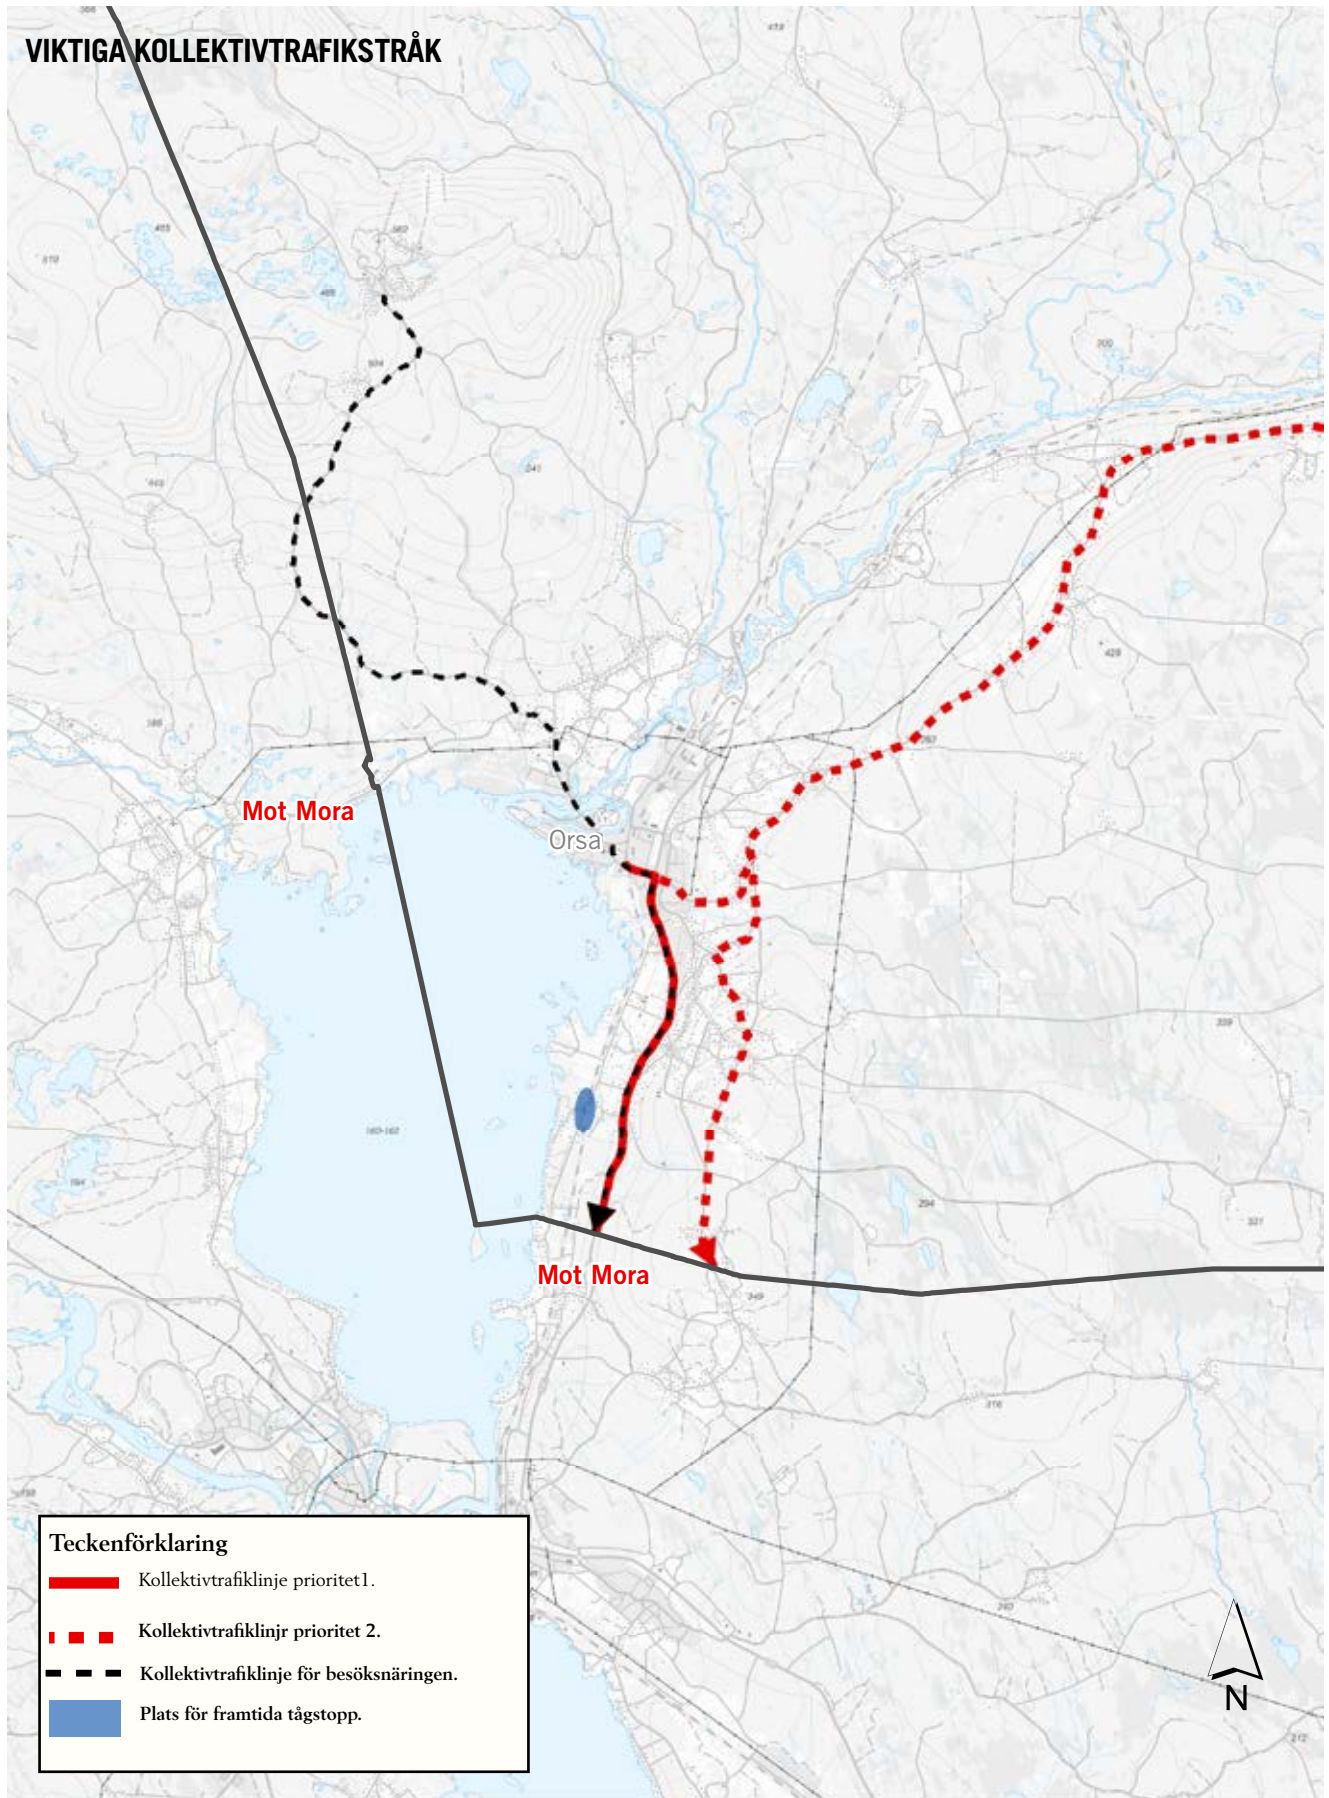 VIKTIGA KOLLEKTIVTRAFIKSTRÅK
Mot Mora
Orsa
Mot Mora
Teckenförklaring
Kollektivtrafiklinje prioritet1.
Kollektivtrafiklinjr prioritet 2.
Kollektivtrafiklinje för besöksnäringen.
Plats för framtida tågstopp.
N